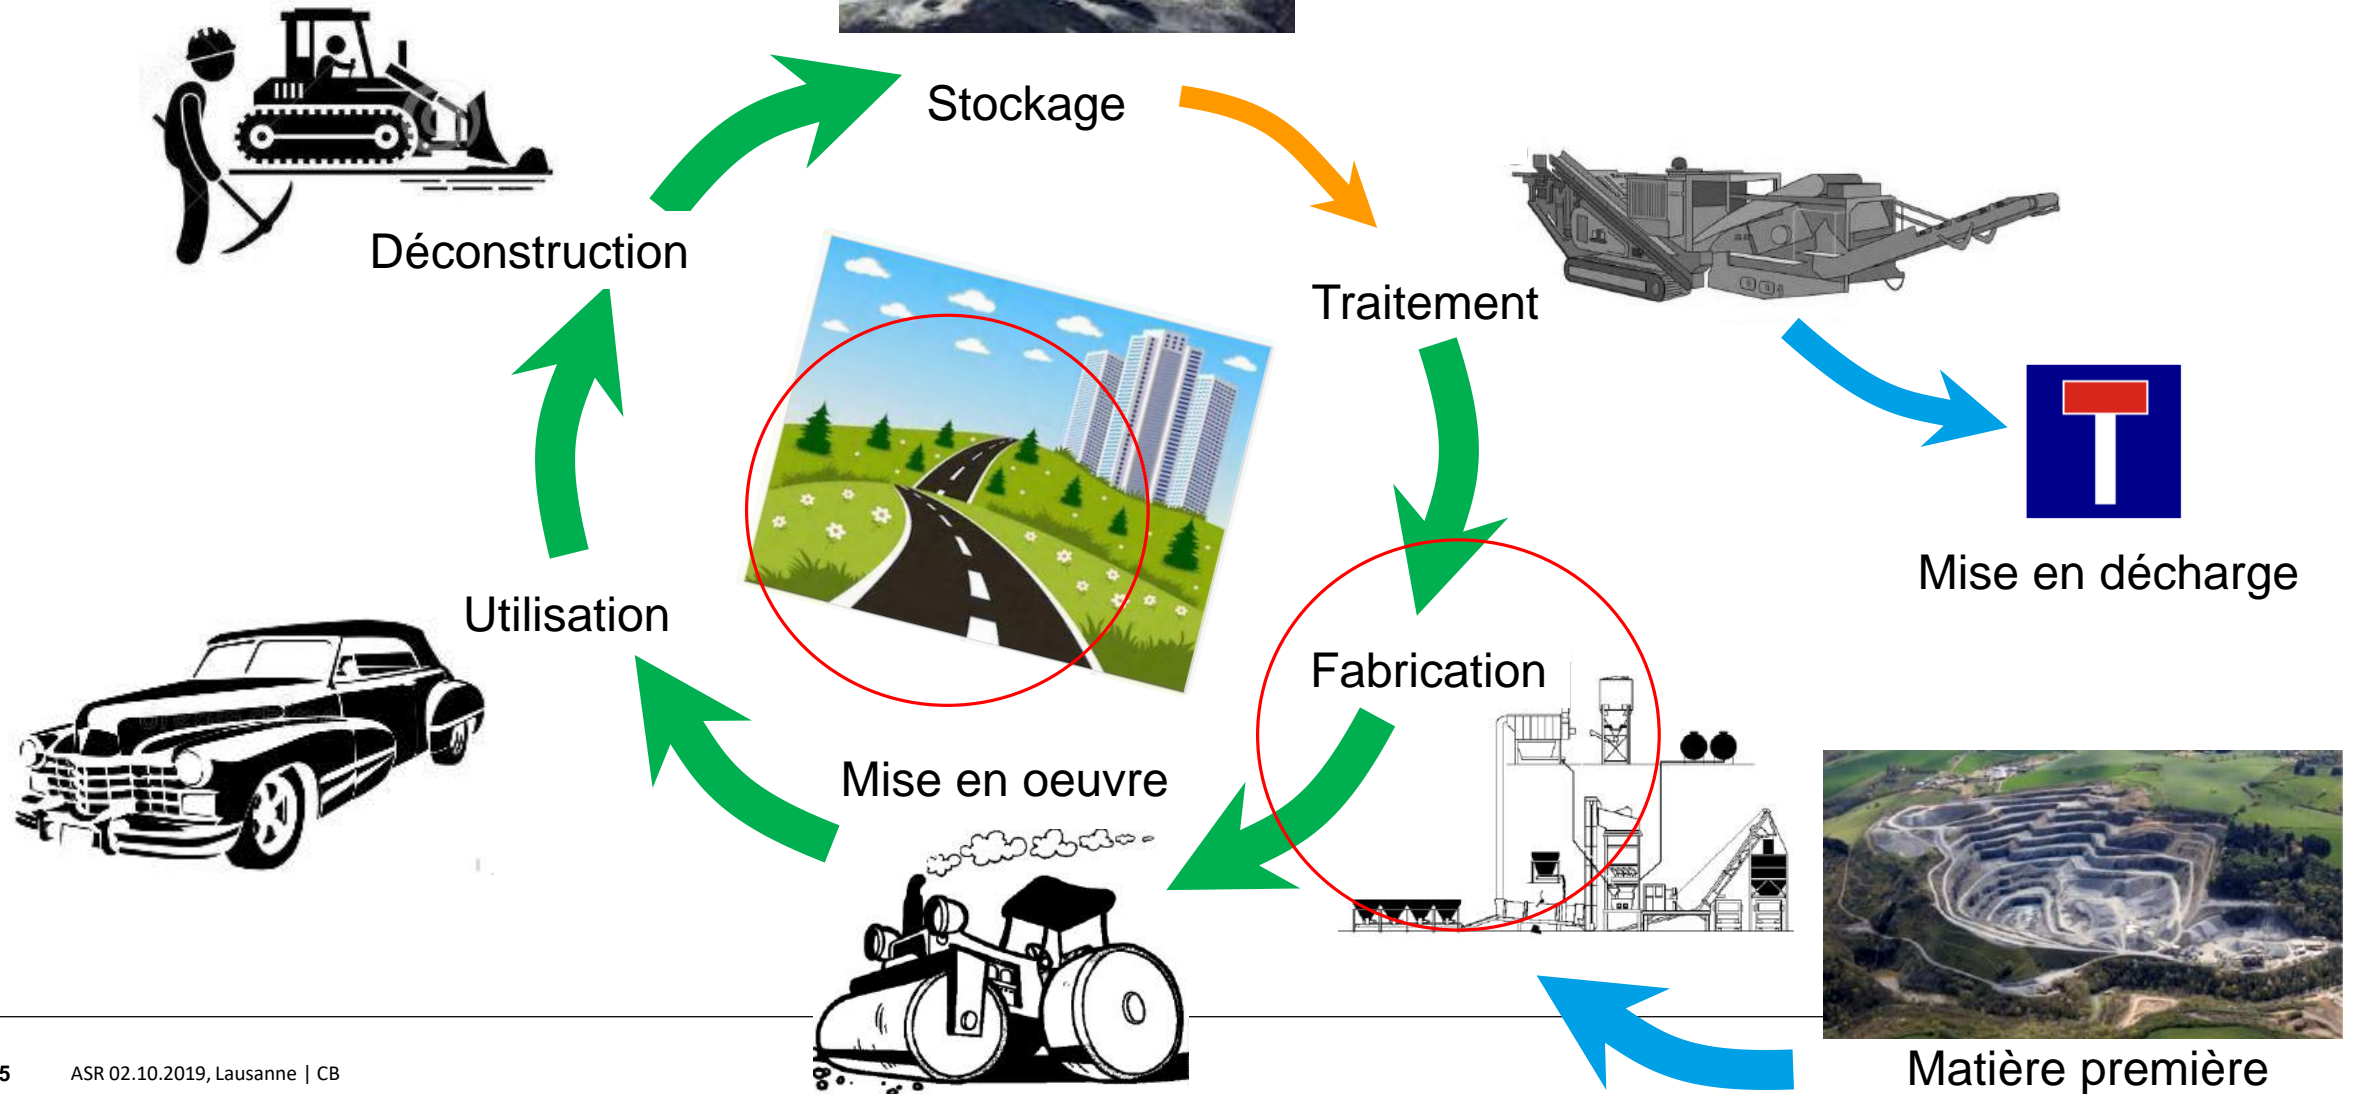 Stockage
Déconstruction
Traitement
Mise en décharge
Utilisation
Fabrication
Mise en oeuvre
Matière première
5 ASR 02.10.2019, Lausanne | CB